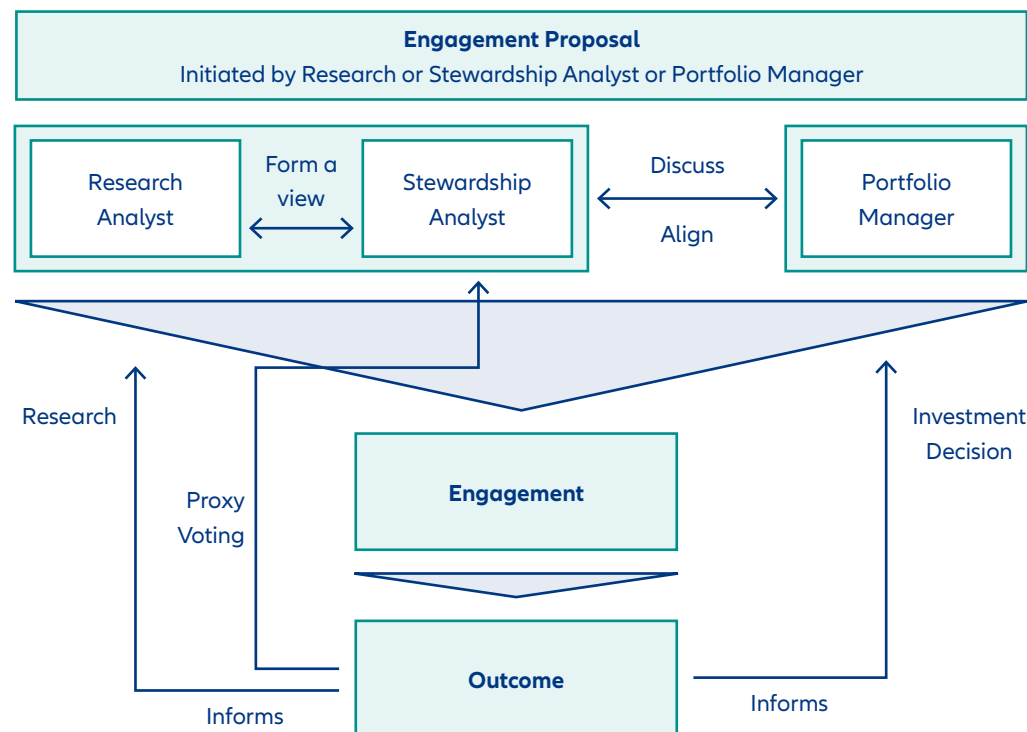 Engagement Proposal
Initiated by Research or Stewardship Analyst or Portfolio Manager
Research
Analyst
Form a
view
Stewardship
Analyst
Discuss
Align
Portfolio
Manager
Research
Proxy
Voting
Investment
Decision
Engagement
Outcome
Informs
Informs